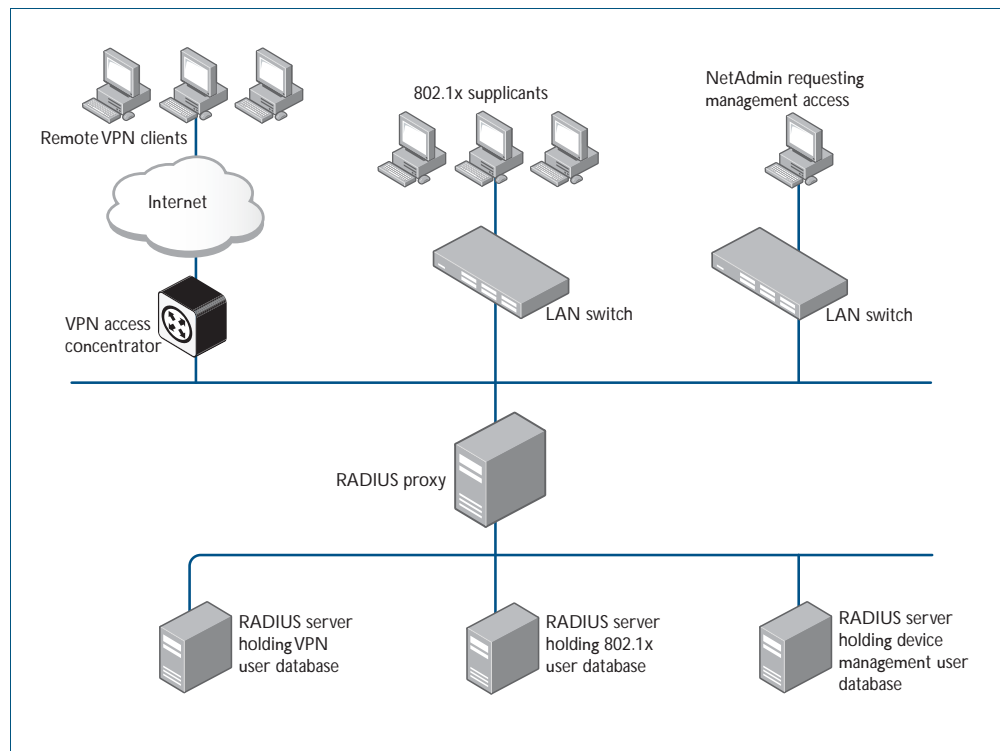 Remote VPN clients
802.1x supplicants
NetAdmin requesting
management access
Internet
VPN access
concentrator
LAN switch
LAN switch
RADIUS proxy
RADIUS server
holding VPN
user database
RADIUS server
holding 802.1x
user database
RADIUS server
holding device
management user
database